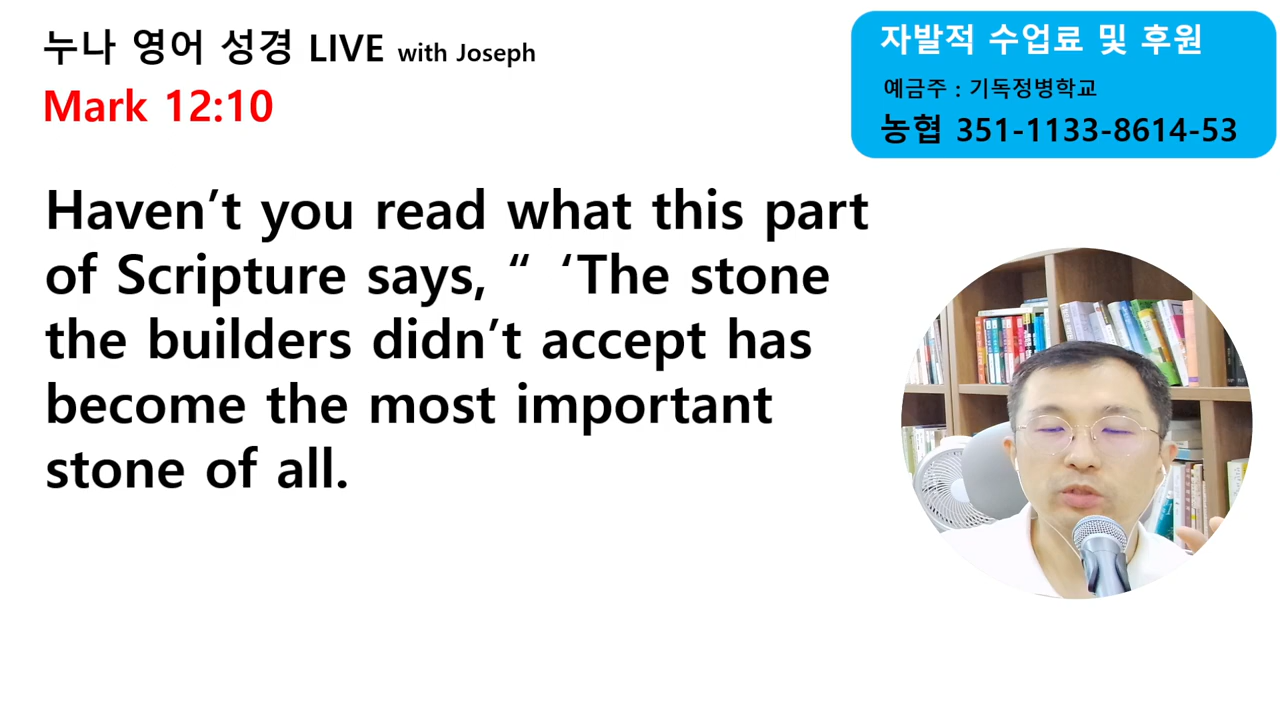 누나 영어 성경 LIVE with Joseph
Mark 12:10
자발적 수업료 및 후원
예금주 : 기독정병학교
농협 351-1133-8614-53
Haven’t you read what this part
of Scripture says, “ ‘The stone
the builders didn’t accept has
become the most important
stone of all.